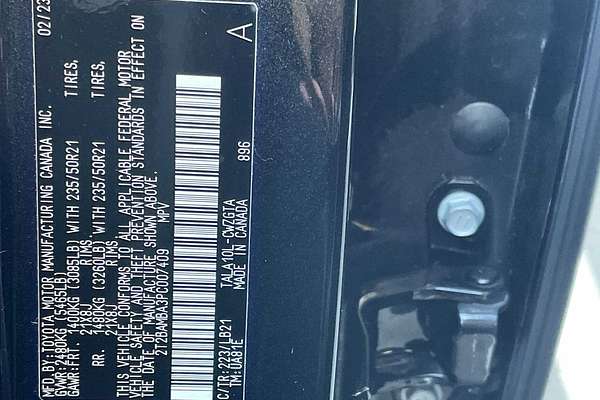 MF'D BY:TOYOTA MOTOR MANUFACTURING CANADA INC. 02/23
GVWR: 2480KG (5465LB)
GAWR:FRT. 1400KG (3085LB) WITH 235/50R21 TIRES,
21X8J RIMS
RR. 1480KG (3260LB) WITH 235/50R21 TIRES,
21X8J RIMS
THIS VEHICLE CONFORMS TO ALL APPLICABLE FEDERAL MOTOR
VEHICLE SAFETY AND THEFT PREVENTION STANDARDS IN EFFECT ON
THE DATE OF MANUFACTURE SHOWN ABOVE.
2T2BAMBA3PC007409 MPV
C/TR:223/LB21 TALA10L-CWZGTA 896 A
TM:UA81E MADE IN CANADA